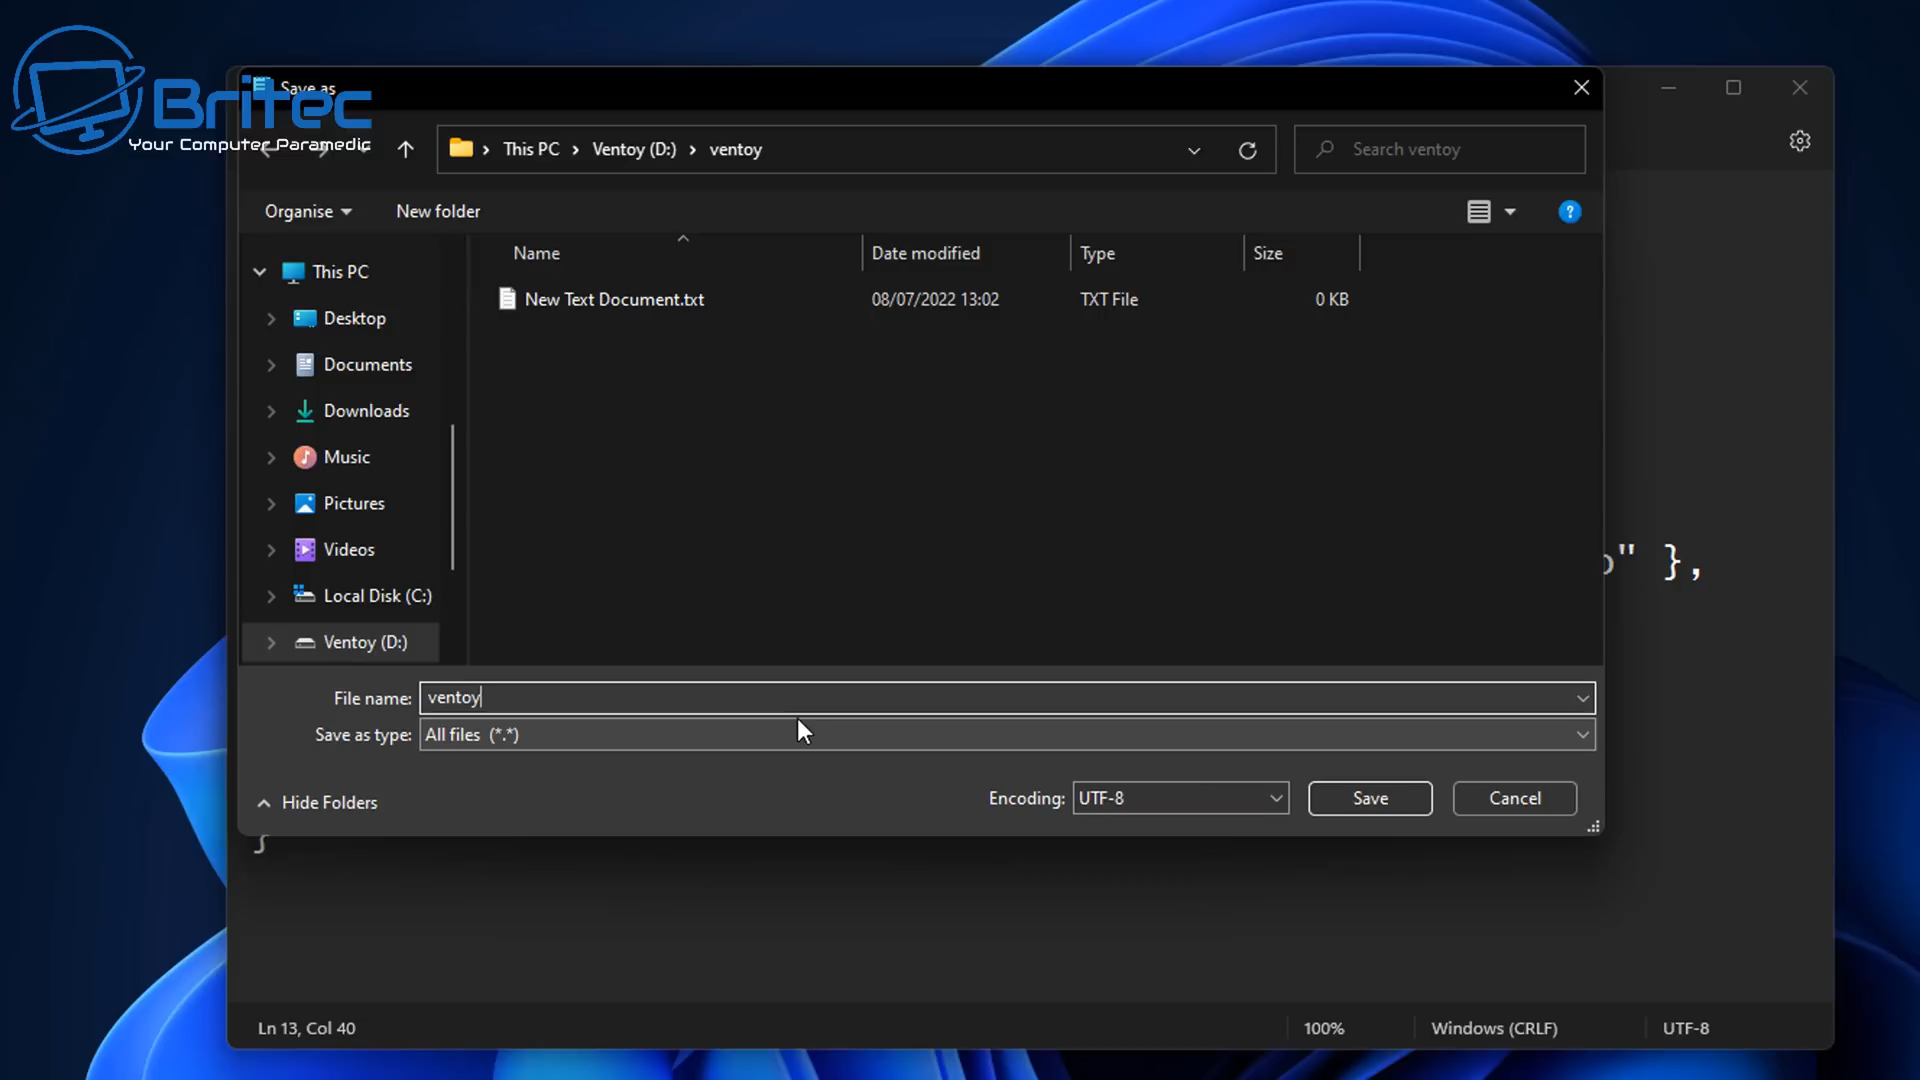 Britec
Your Computer Paramedic
Save as
This PC > Ventoy (D:) > ventoy
Search ventoy
Organise
New folder
?
Name
Date modified
Type
Size
This PC
Desktop
Documents
Downloads
Music
Pictures
Videos
Local Disk (C:)
Ventoy (D:)
New Text Document.txt
08/07/2022 13:02
TXT File
0 KB
" },
File name:
ventoy
Save as type:
All files (*.*)
Hide Folders
Encoding:
UTF-8
Save
Cancel
}
Ln 13, Col 40
100%
Windows (CRLF)
UTF-8